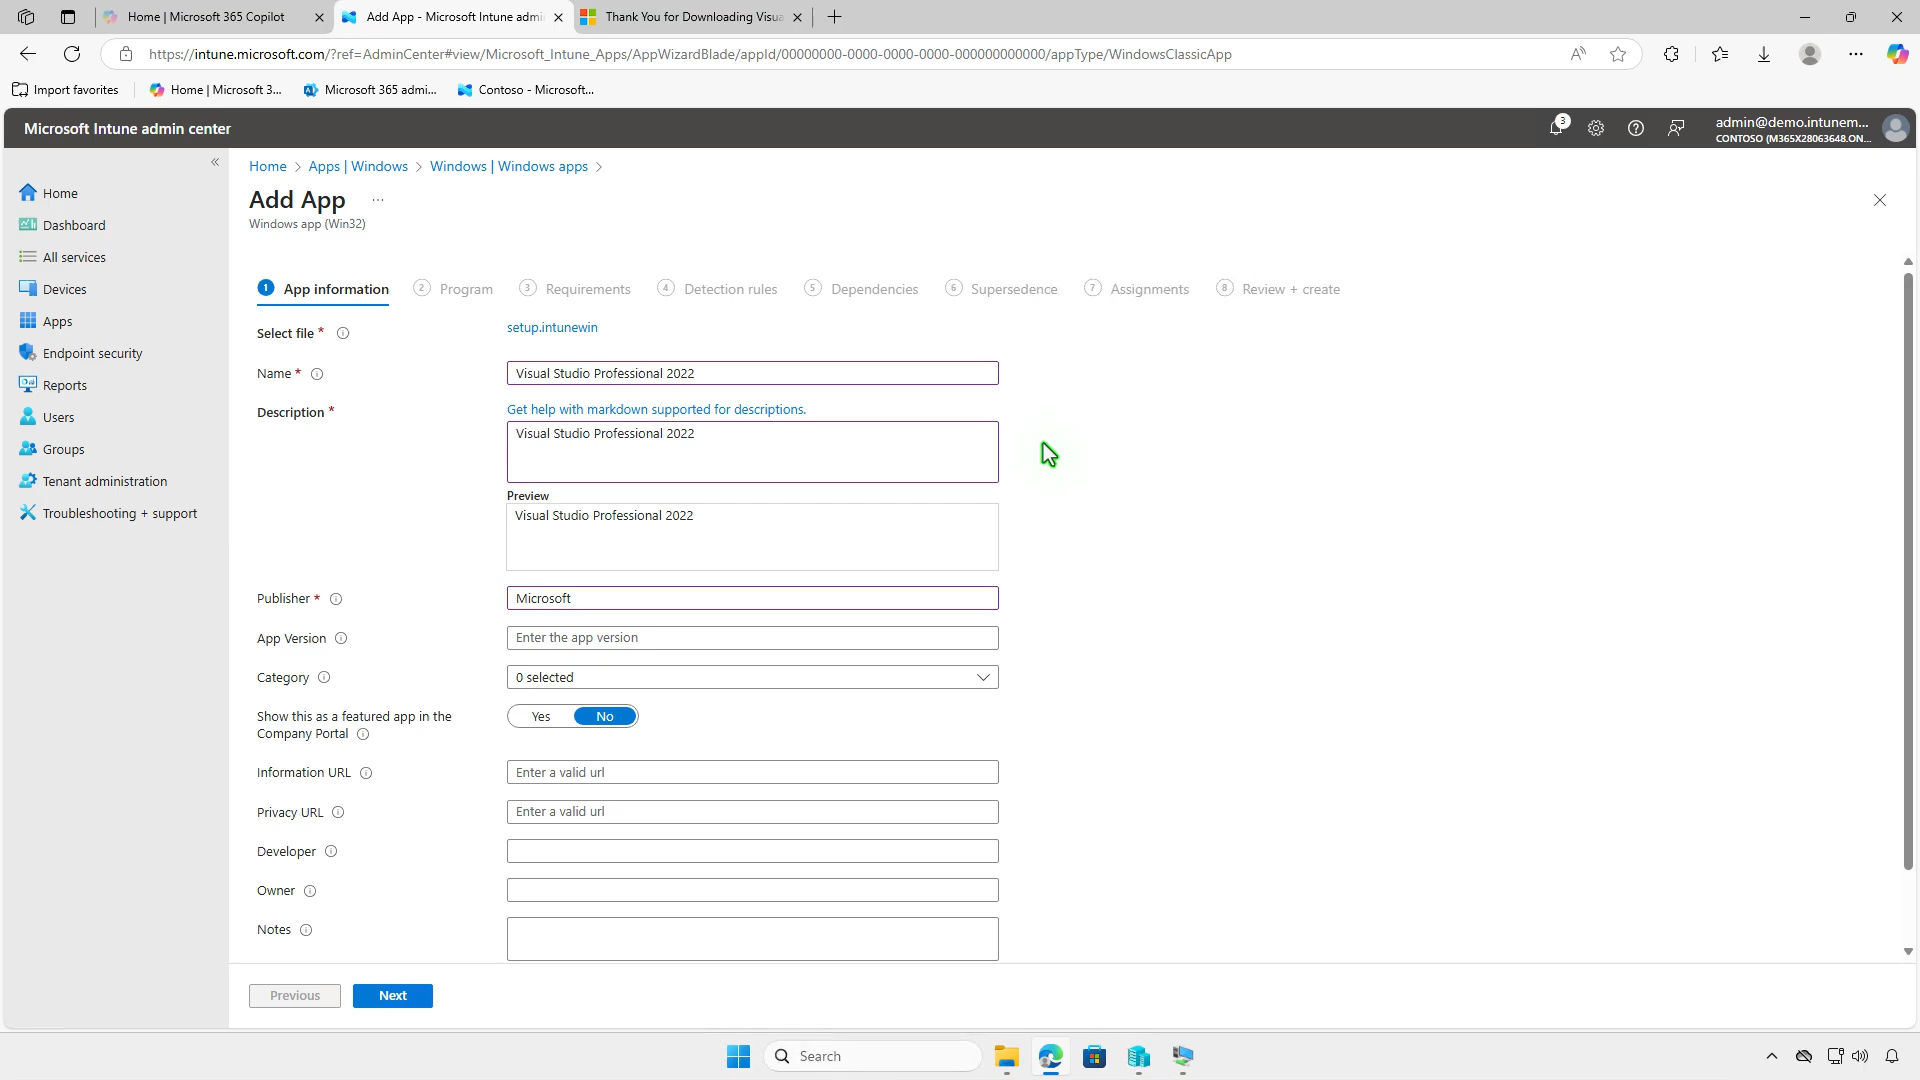 Home | Microsoft 365 Copilot
Add App - Microsoft Intune admi
Thank You for Downloading Visua
https://intune.microsoft.com/?ref=AdminCenter#view/Microsoft_Intune_Apps/AppWizardBlade/appId/00000000-0000-0000-0000-000000000000/appType/WindowsClassicApp
Import favorites
Home | Microsoft 3...
Microsoft 365 admi...
Contoso - Microsoft...
Microsoft Intune admin center
3
admin@demo.intunem...
CONTOSO (M365X28063648.ON...
Home
Dashboard
All services
Devices
Apps
Endpoint security
Reports
Users
Groups
Tenant administration
Troubleshooting + support
Home > Apps | Windows > Windows | Windows apps >
Add App ...
Windows app (Win32)
1 App information
2 Program
3 Requirements
4 Detection rules
5 Dependencies
6 Supersedence
7 Assignments
8 Review + create
Select file *
setup.intunewin
Name *
Visual Studio Professional 2022
Description *
Get help with markdown supported for descriptions.
Visual Studio Professional 2022
Preview
Visual Studio Professional 2022
Publisher *
Microsoft
App Version
Enter the app version
Category
0 selected
Show this as a featured app in the
Company Portal
Yes No
Information URL
Enter a valid url
Privacy URL
Enter a valid url
Developer
Owner
Notes
Previous
Next
Search